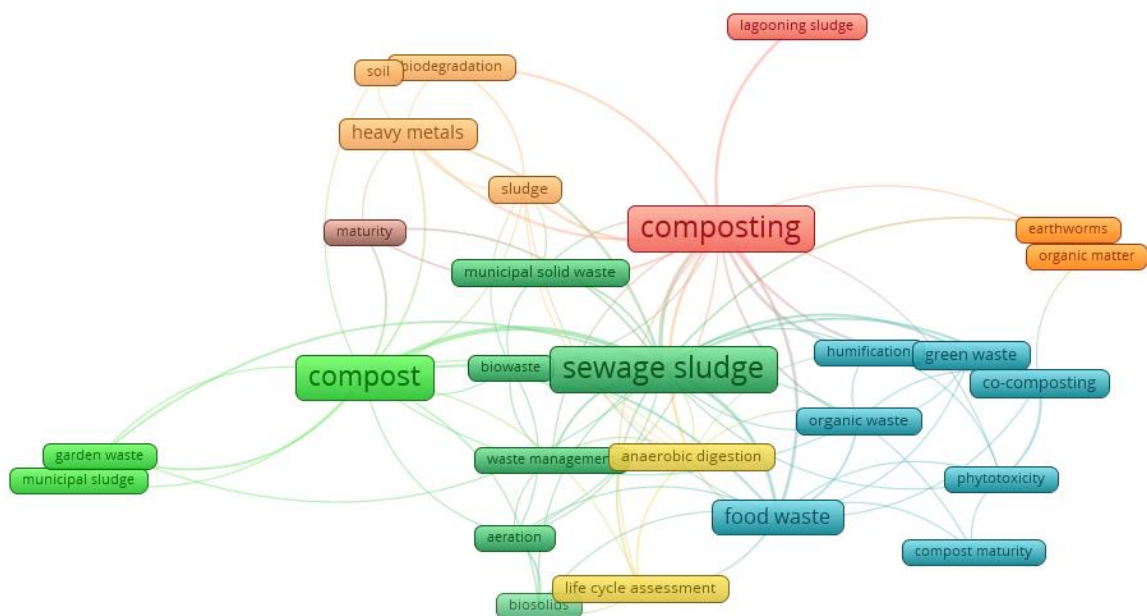 lagooning sludge
soil
biodegradation
heavy metals
sludge
composting
maturity
earthworms
organic matter
municipal solid waste
compost
biowaste
sewage sludge
humification
green waste
co-composting
organic waste
garden waste
municipal sludge
waste management
anaerobic digestion
phytotoxicity
food waste
aeration
compost maturity
life cycle assessment
biosolids